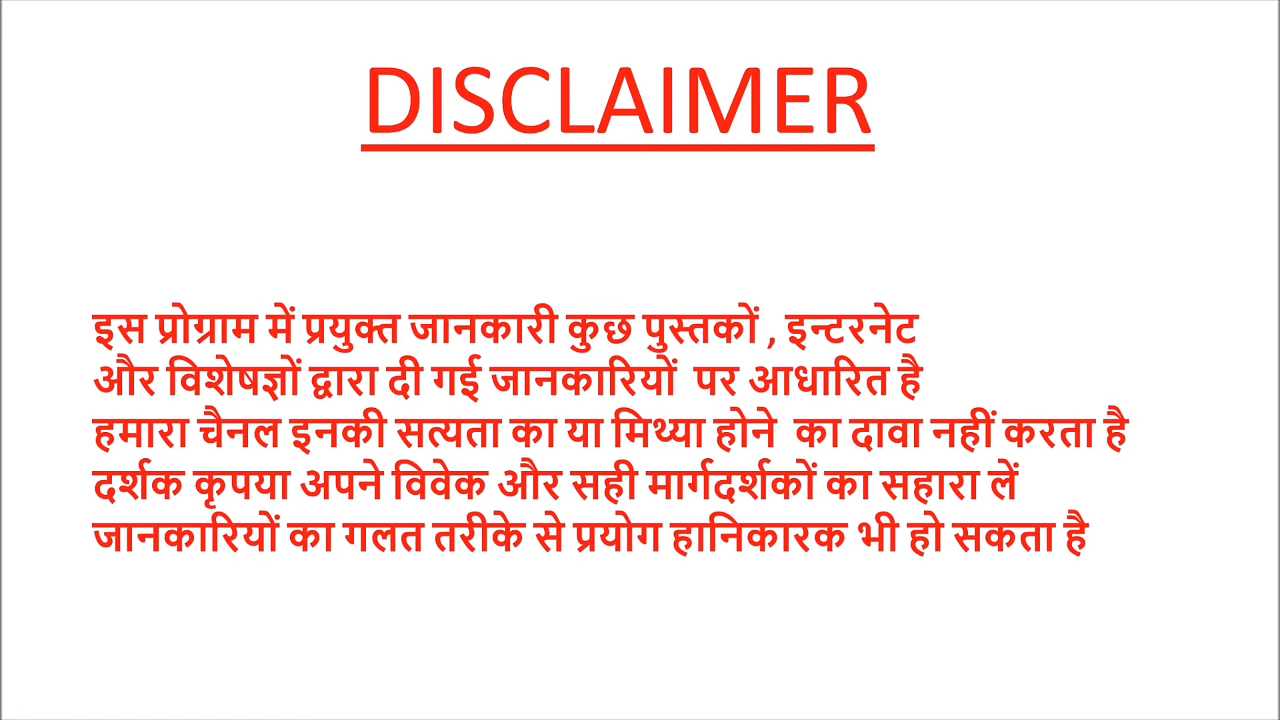 DISCLAIMER
इस प्रोग्राम में प्रयुक्त जानकारी कुछ पुस्तकों , इन्टरनेट
और विशेषज्ञों द्वारा दी गई जानकारियों  पर आधारित है
हमारा चैनल इनकी सत्यता का या मिथ्या होने  का दावा नहीं करता है
दर्शक कृपया अपने विवेक और सही मार्गदर्शकों का सहारा लें
जानकारियों का गलत तरीके से प्रयोग हानिकारक भी हो सकता है